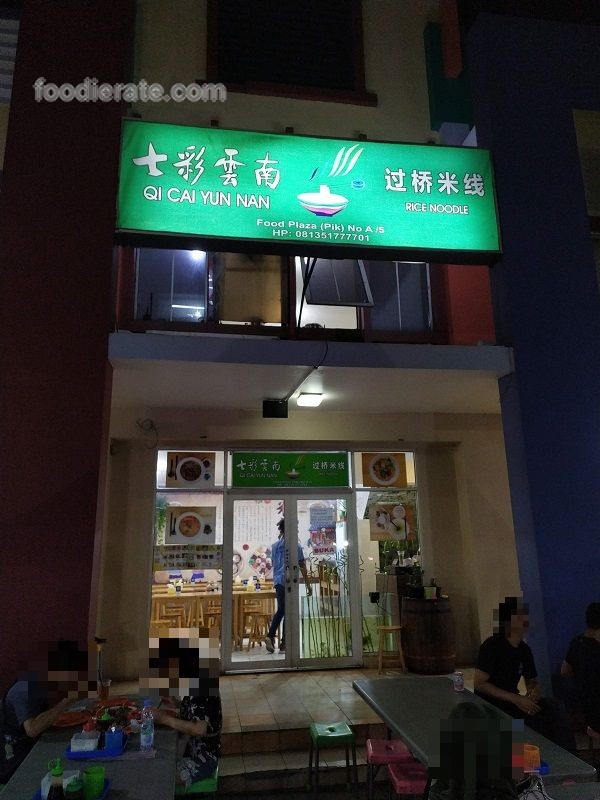 foodierate.com
七彩雲南
QI CAI YUN NAN
过桥米线
RICE NOODLE
Food Plaza (Pik) No A /5
HP: 081351777701
七彩雲南
QI CAI YUN NAN
过桥米线
BUKA